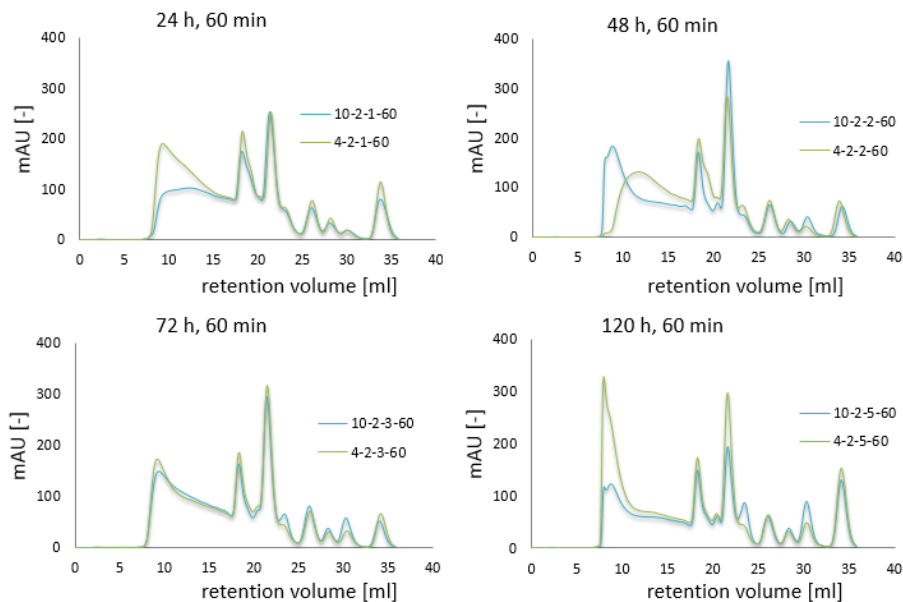 24 h, 60 min
400
300
200
100
0
mAU [-]
10-2-1-60
4-2-1-60
0 5 10 15 20 25 30 35 40
retention volume [ml]
48 h, 60 min
400
300
200
100
0
mAU [-]
10-2-2-60
4-2-2-60
0 5 10 15 20 25 30 35 40
retention volume [ml]
72 h, 60 min
400
300
200
100
0
mAU [-]
10-2-3-60
4-2-3-60
0 5 10 15 20 25 30 35 40
retention volume [ml]
120 h, 60 min
400
300
200
100
0
mAU [-]
10-2-5-60
4-2-5-60
0 5 10 15 20 25 30 35 40
retention volume [ml]